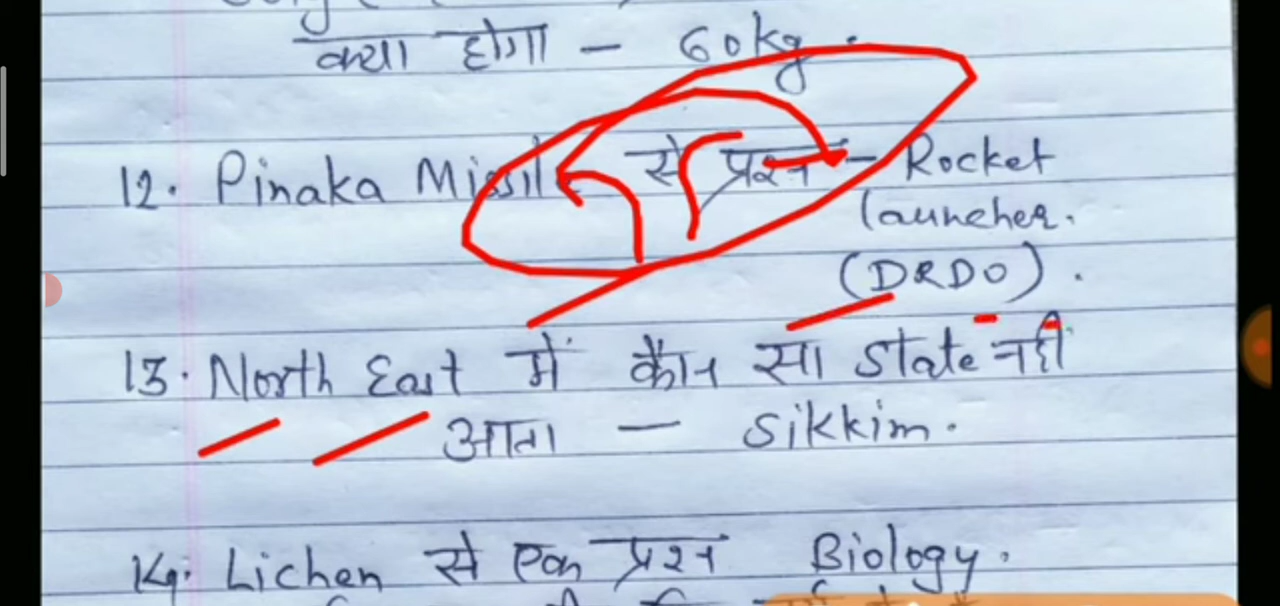 क्या होगा - 60kg.
12. Pinaka Missile से प्रश्न - Rocket
launcher.
(DRDO).
13. North East में कौन सा State नही
आता - Sikkim.
14. Lichen से एक प्रश्न Biology.